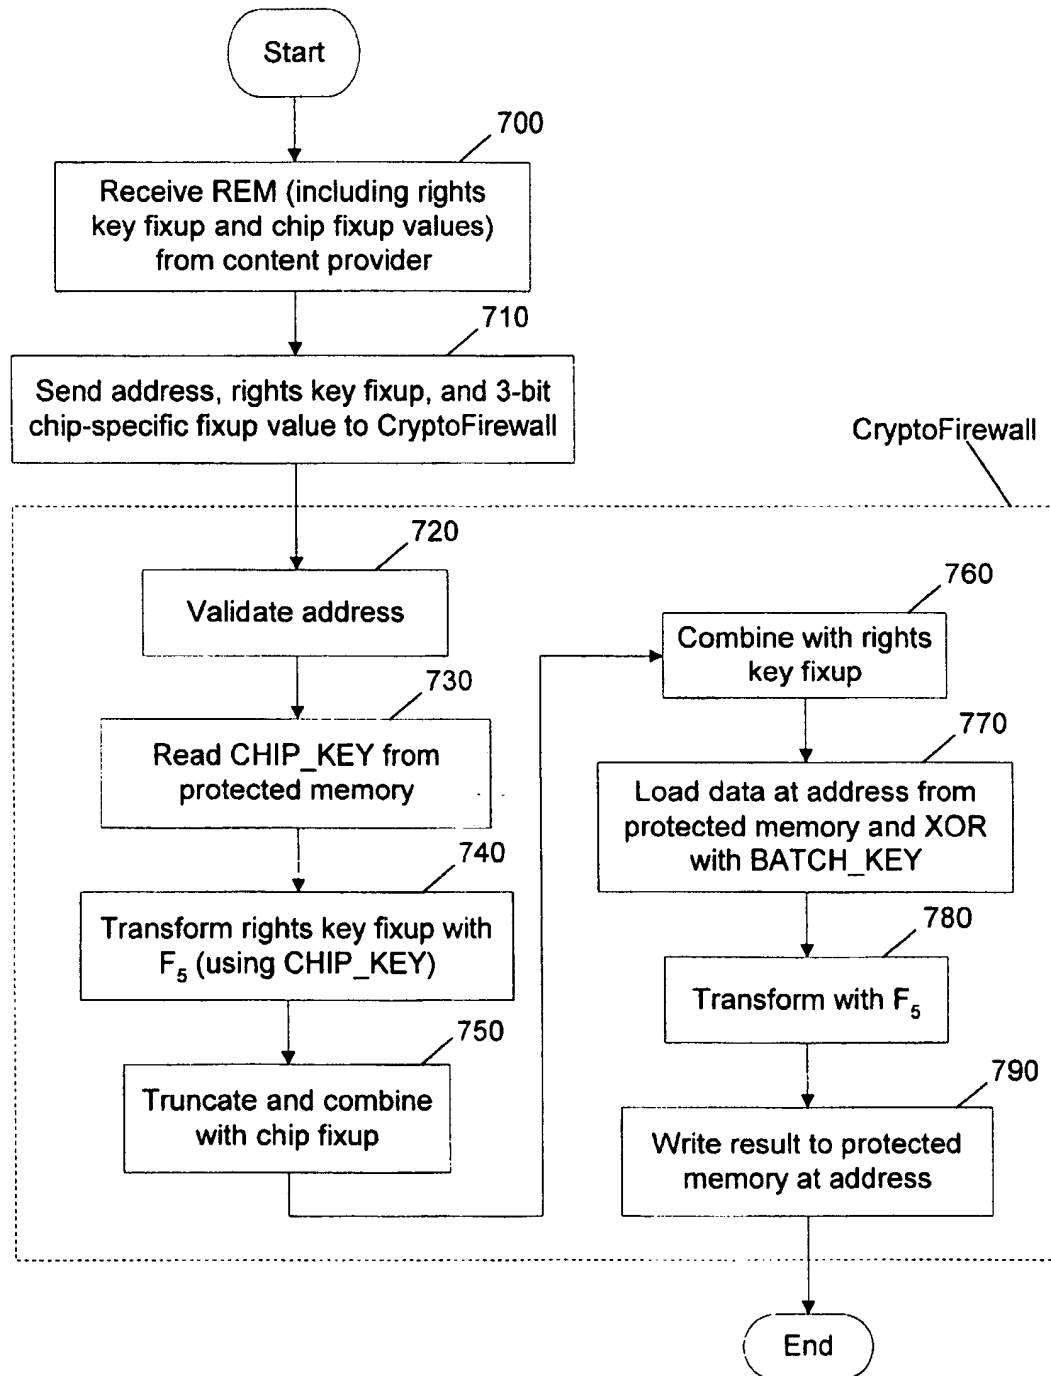 Start
700
Receive REM (including rights
key fixup and chip fixup values)
from content provider
710
Send address, rights key fixup, and 3-bit
chip-specific fixup value to CryptoFirewall
CryptoFirewall
720
Validate address
730
Read CHIP_KEY from
protected memory
740
Transform rights key fixup with
F₅ (using CHIP_KEY)
750
Truncate and combine
with chip fixup
760
Combine with rights
key fixup
770
Load data at address from
protected memory and XOR
with BATCH_KEY
780
Transform with F₅
790
Write result to protected
memory at address
End